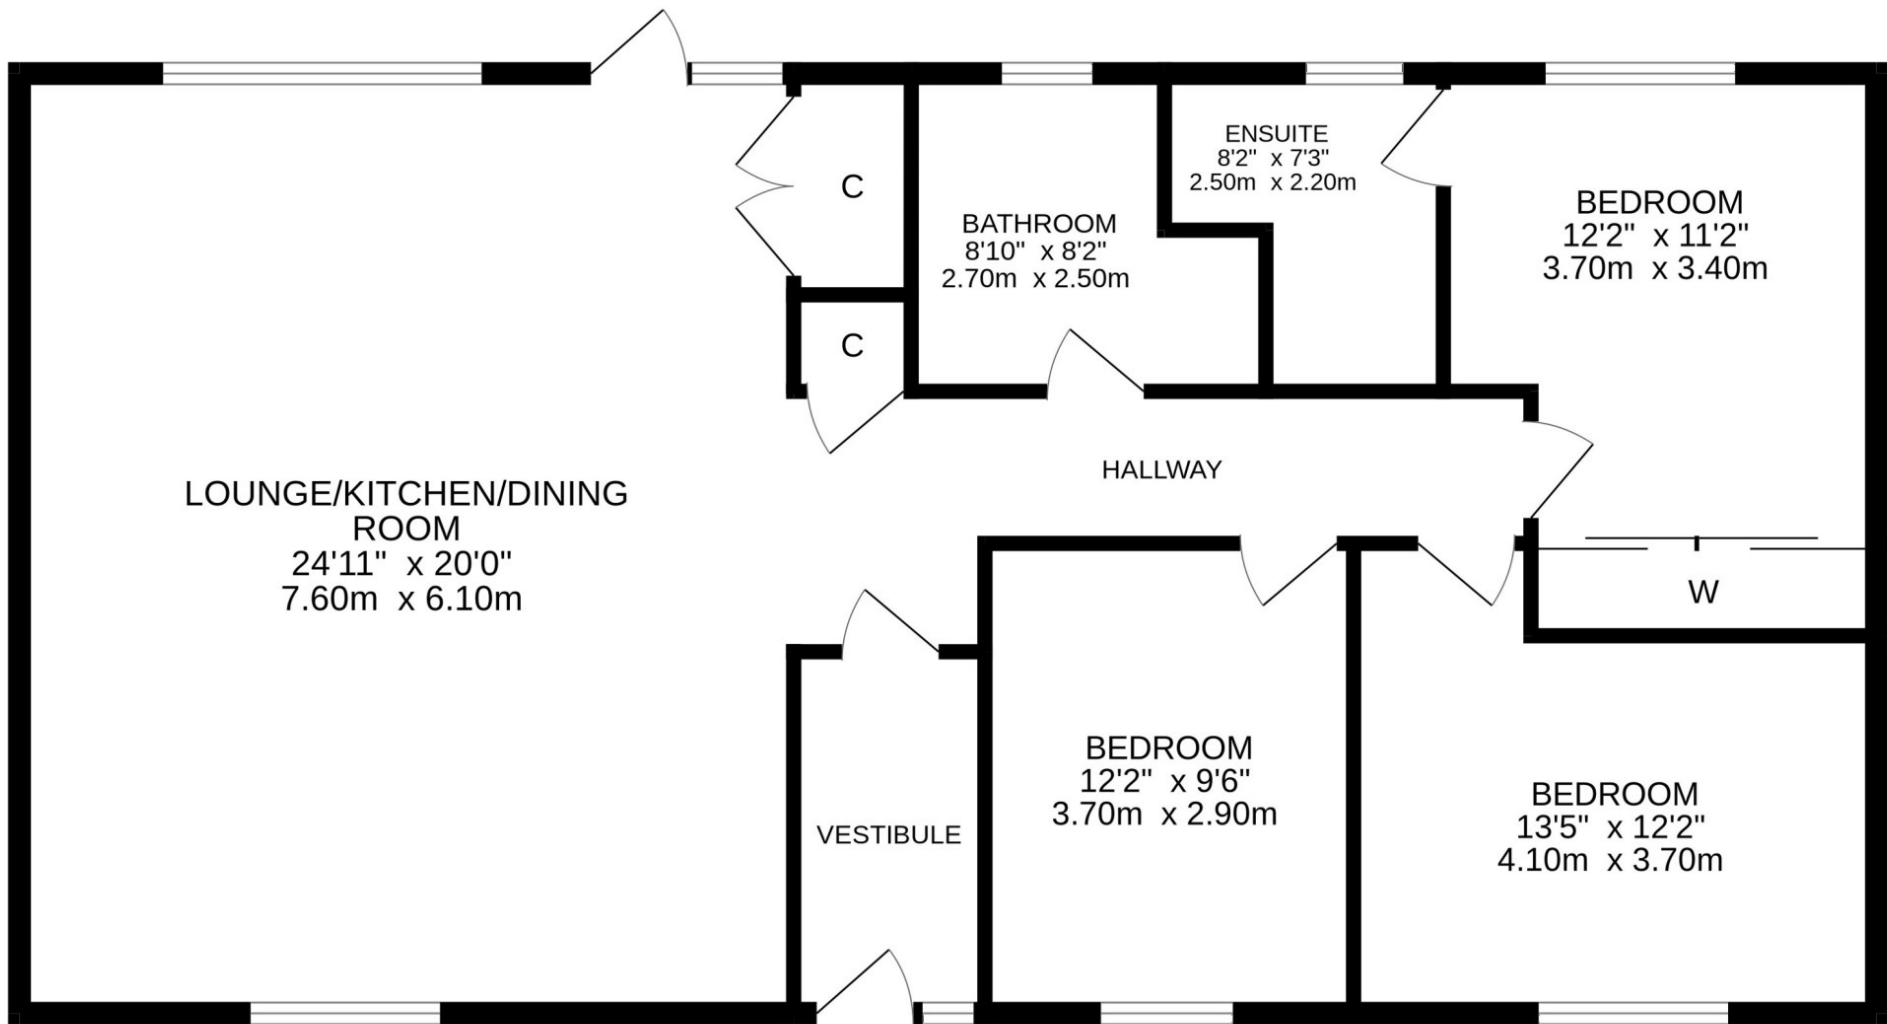 ENSUITE
8'2" x 7'3"
2.50m x 2.20m
C
BATHROOM
8'10" x 8'2"
2.70m x 2.50m
BEDROOM
12'2" x 11'2"
3.70m x 3.40m
C
HALLWAY
LOUNGE/KITCHEN/DINING
ROOM
24'11" x 20'0"
7.60m x 6.10m
W
VESTIBULE
BEDROOM
12'2" x 9'6"
3.70m x 2.90m
BEDROOM
13'5" x 12'2"
4.10m x 3.70m